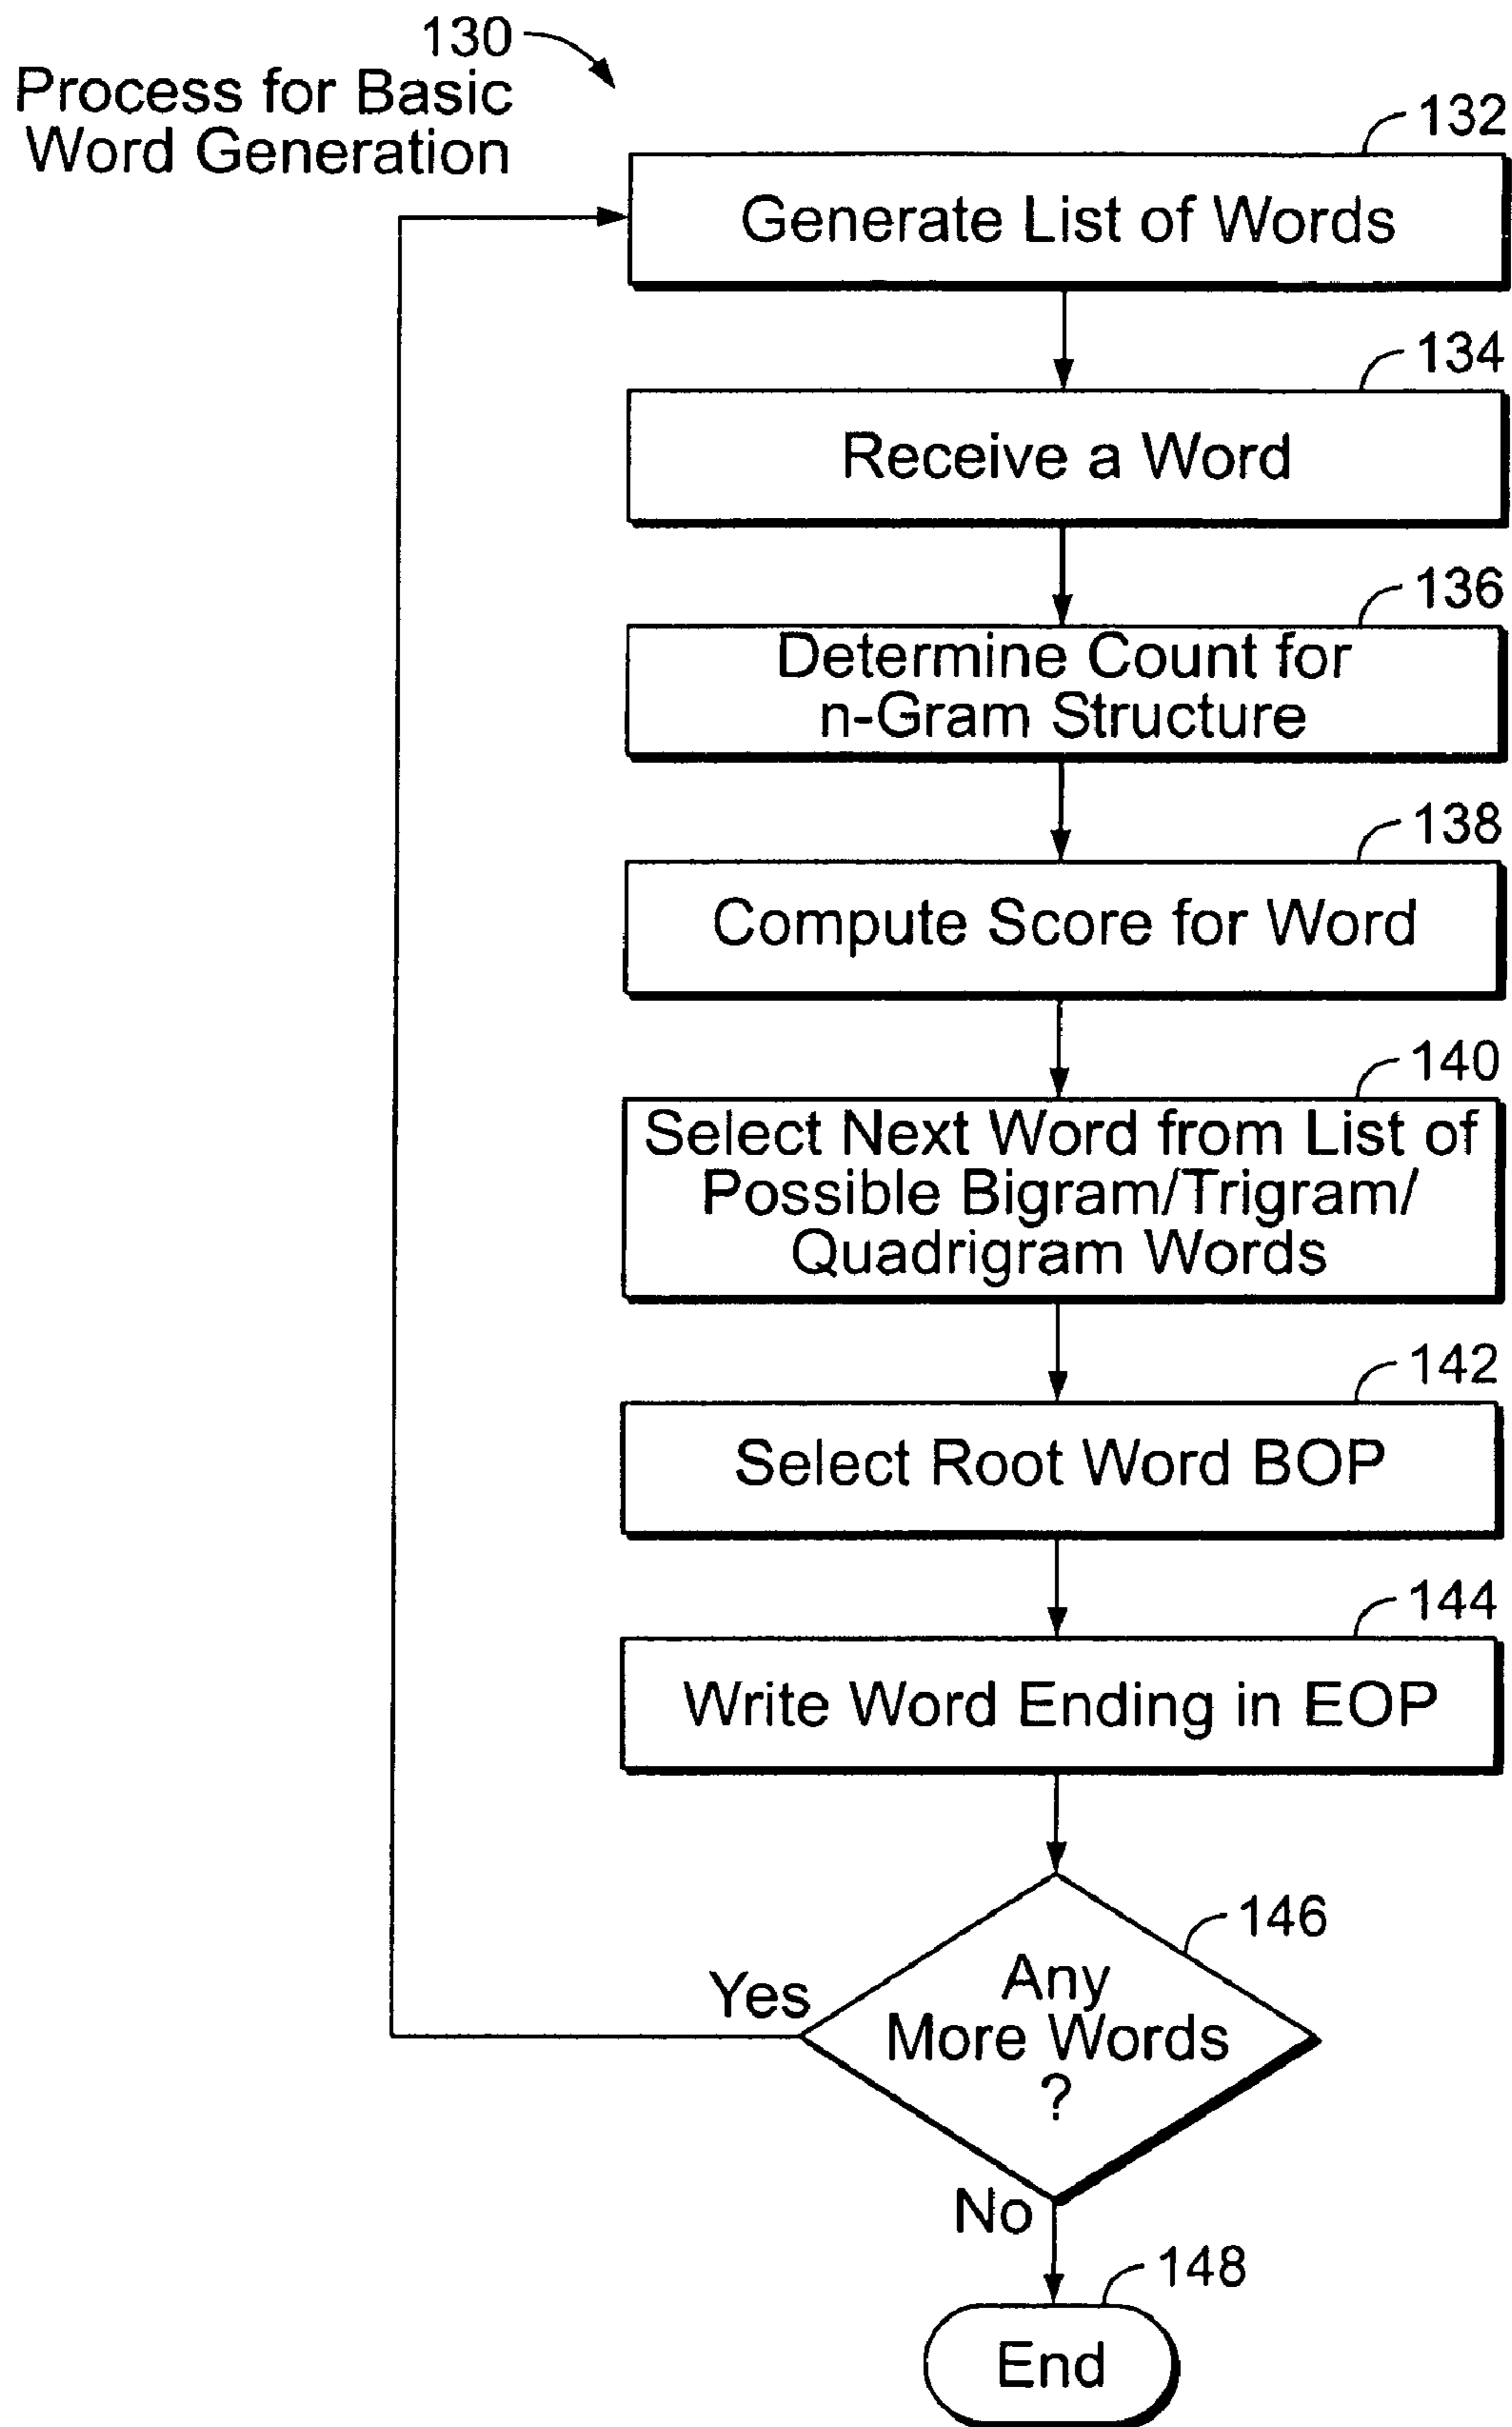 130
Process for Basic
Word Generation
132
Generate List of Words
134
Receive a Word
136
Determine Count for
n-Gram Structure
138
Compute Score for Word
140
Select Next Word from List of
Possible Bigram/Trigram/
Quadrigram Words
142
Select Root Word BOP
144
Write Word Ending in EOP
146
Any
More Words
?
Yes
No
148
End